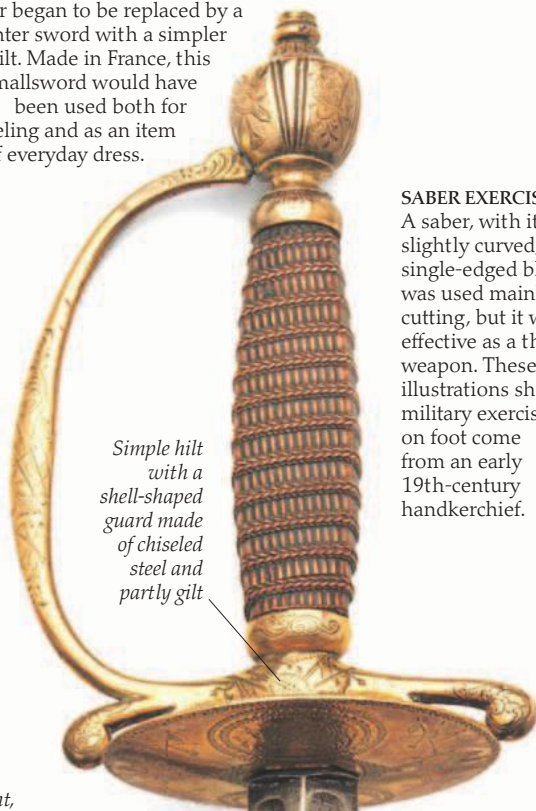 r began to be replaced by a
nter sword with a simpler
ilt. Made in France, this
mallsword would have
been used both for
eling and as an item
f everyday dress.
SABER EXERCIS
A saber, with it
slightly curved,
single-edged bl
was used main
cutting, but it w
effective as a th
weapon. These
illustrations sh
military exercis
on foot come
from an early
19th-century
handkerchief.
Simple hilt
with a
shell-shaped
guard made
of chiseled
steel and
partly gilt
nt,